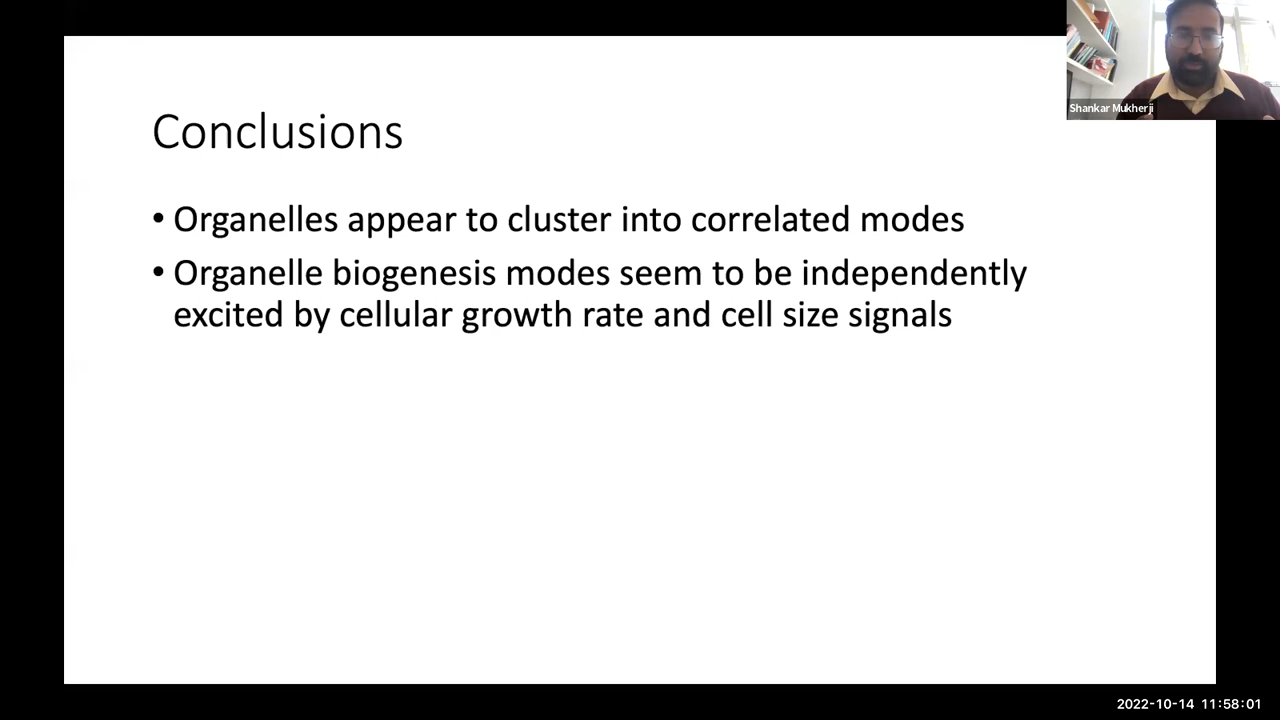 Shankar Mukherji
Conclusions
• Organelles appear to cluster into correlated modes
• Organelle biogenesis modes seem to be independently
excited by cellular growth rate and cell size signals
2022-10-14 11:58:01